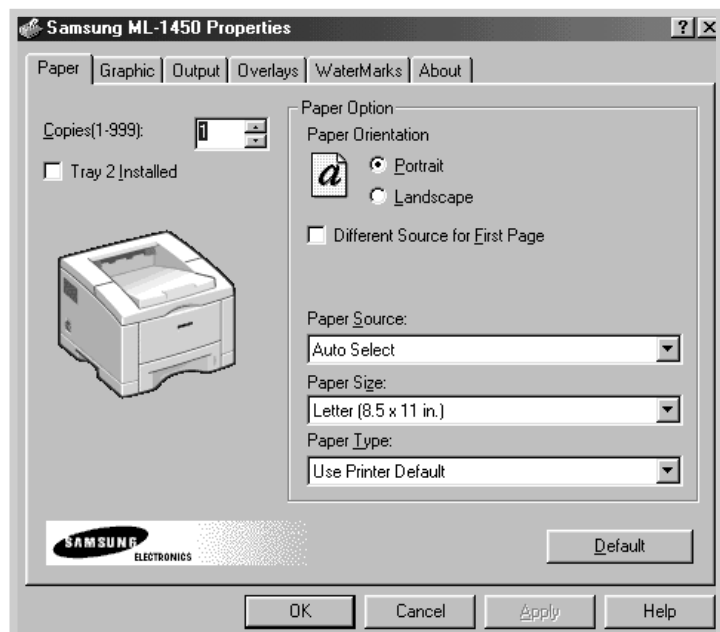 Samsung ML-1450 Properties
Paper Graphic Output Overlays WaterMarks About
Copies(1-999): 1
Tray 2 Installed
Paper Option
Paper Orientation
a
Portrait
Landscape
Different Source for First Page
Paper Source:
Auto Select
Paper Size:
Letter (8.5 x 11 in.)
Paper Type:
Use Printer Default
SAMSUNG
ELECTRONICS
Default
OK Cancel Apply Help